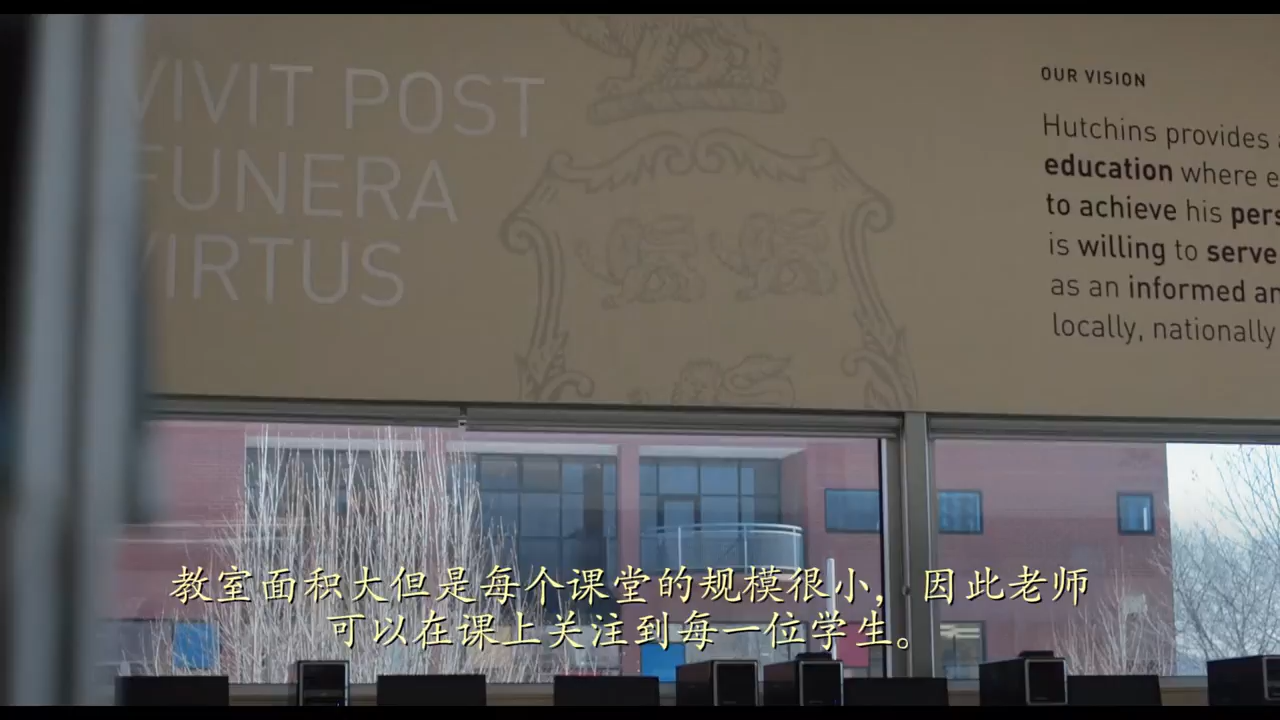 VIVIT POST
FUNERA
VIRTUS
OUR VISION
Hutchins provides
education where
to achieve his
is willing to serve
as an informed
locally, nationally
教室面积大但是每个课堂的规模很小，因此老师
可以在课上关注到每一位学生。